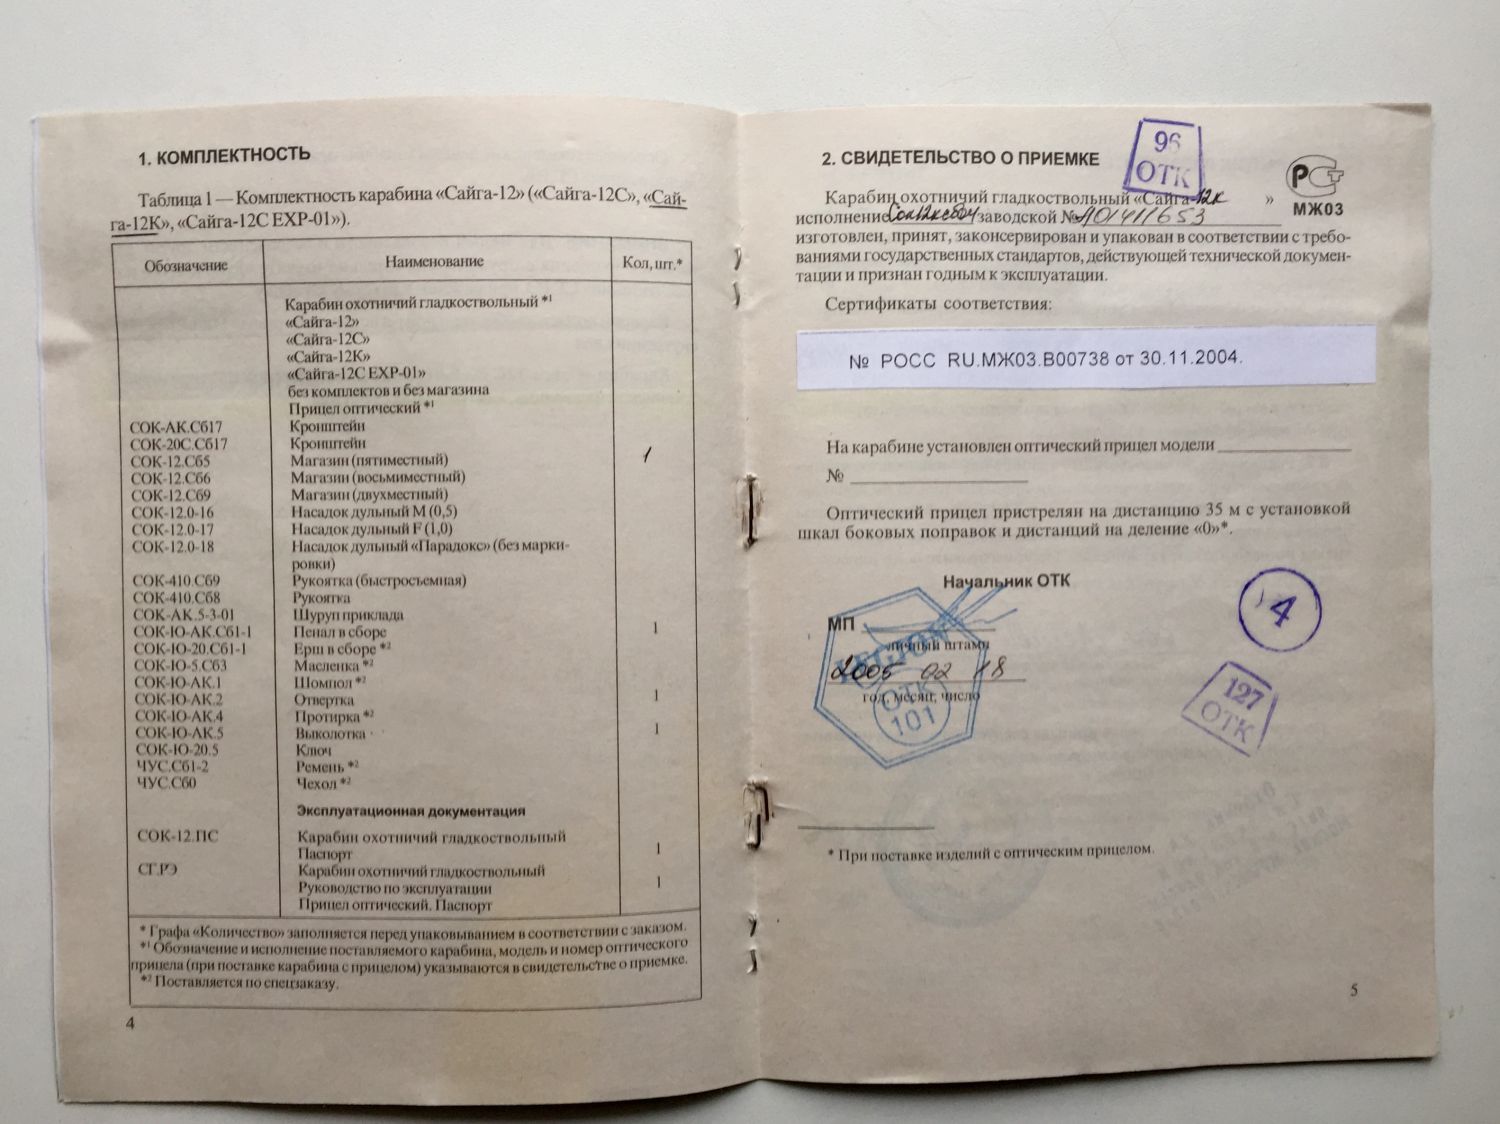 1. КОМПЛЕКТНОСТЬ
Таблица 1 — Комплектность карабина «Сайга-12» («Сайга-12С», «Сай-
га-12К», «Сайга-12С EXP-01»).
Обозначение Наименование Кол, шт.*
Карабин охотничий гладкоствольный *1
«Сайга-12»
«Сайга-12С»
«Сайга-12К»
«Сайга-12С EXP-01»
без комплектов и без магазина
Прицел оптический *1
СОК-АК.Сб17 Кронштейн
СОК-20С.Сб17 Кронштейн
СОК-12.Сб5 Магазин (пятиместный) 1
СОК-12.Сб6 Магазин (восьмиместный)
СОК-12.Сб9 Магазин (двухместный)
СОК-12.0-16 Насадок дульный М (0,5)
СОК-12.0-17 Насадок дульный F (1,0)
СОК-12.0-18 Насадок дульный «Парадокс» (без марки-
ровки)
СОК-410.Сб9 Рукоятка (быстросъемная)
СОК-410.Сб8 Рукоятка
СОК-АК.5-3-01 Шуруп приклада
СОК-Ю-АК.Сб1-1 Пенал в сборе 1
СОК-Ю-20.Сб1-1 Ерш в сборе *2
СОК-Ю-5.Сб3 Масленка *2
СОК-Ю-АК.1 Шомпол *2
СОК-Ю-АК.2 Отвертка 1
СОК-Ю-АК.4 Протирка *2
СОК-Ю-АК.5 Выколотка 1
СОК-Ю-20.5 Ключ
ЧУС.Сб1-2 Ремень *2
ЧУС.Сб0 Чехол *2
Эксплуатационная документация
СОК-12.ПС Карабин охотничий гладкоствольный
Паспорт 1
СГ.РЭ Карабин охотничий гладкоствольный
Руководство по эксплуатации 1
Прицел оптический. Паспорт
* Графа «Количество» заполняется перед упаковыванием в соответствии с заказом.
*1 Обозначение и исполнение поставляемого карабина, модель и номер оптического
прицела (при поставке карабина с прицелом) указываются в свидетельстве о приемке.
*2 Поставляется по спецзаказу.
4
2. СВИДЕТЕЛЬСТВО О ПРИЕМКЕ
96
ОТК
РСТ
МЖ03
Карабин охотничий гладкоствольный «Сайга-12К »
исполнение заводской № 01411653
изготовлен, принят, законсервирован и упакован в соответствии с требо-
ваниями государственных стандартов, действующей технической докумен-
тации и признан годным к эксплуатации.
Сертификаты соответствия:
№ РОСС RU.МЖ03.В00738 от 30.11.2004.
На карабине установлен оптический прицел модели
№
Оптический прицел пристрелян на дистанцию 35 м с установкой
шкал боковых поправок и дистанций на деление «0»*.
Начальник ОТК
МП
личный штамп
2005 02 18
год, месяц, число
LEGION
ОТК
101
4
127
ОТК
* При поставке изделий с оптическим прицелом.
5